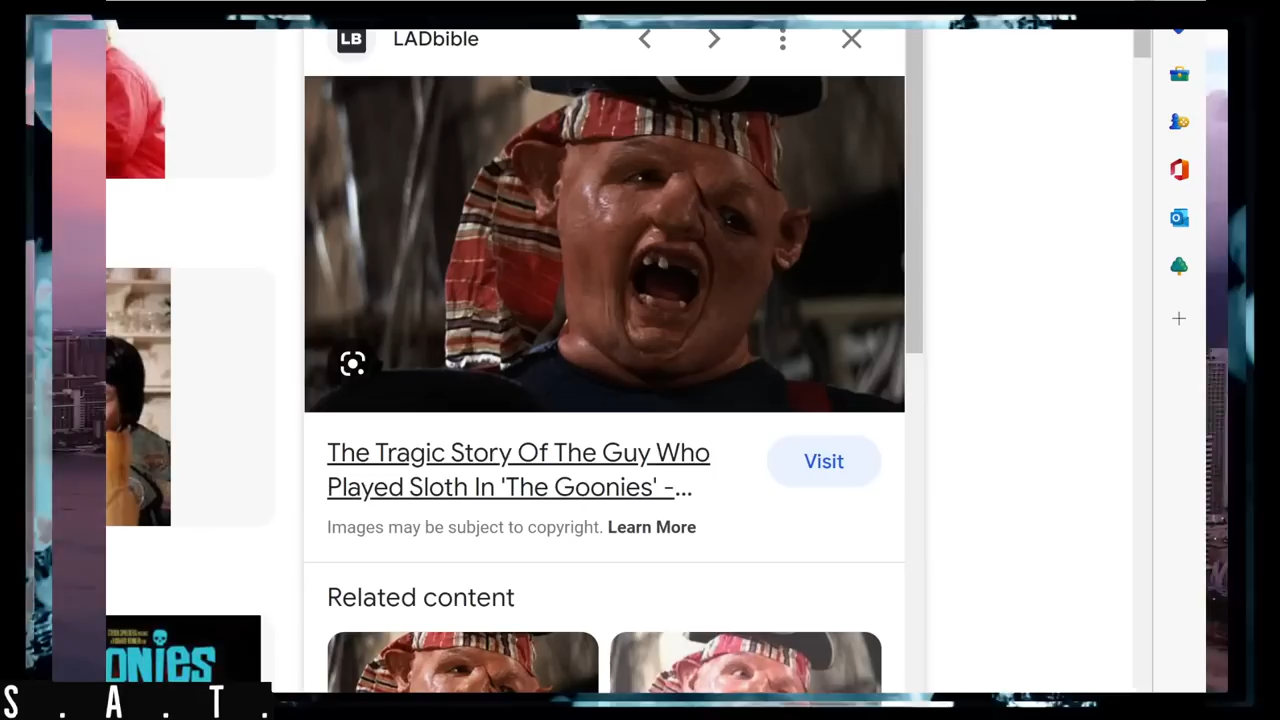 LB LADbible
The Tragic Story Of The Guy Who
Played Sloth In 'The Goonies' -...
Visit
Images may be subject to copyright. Learn More
Related content
ONIES
S . A . T .